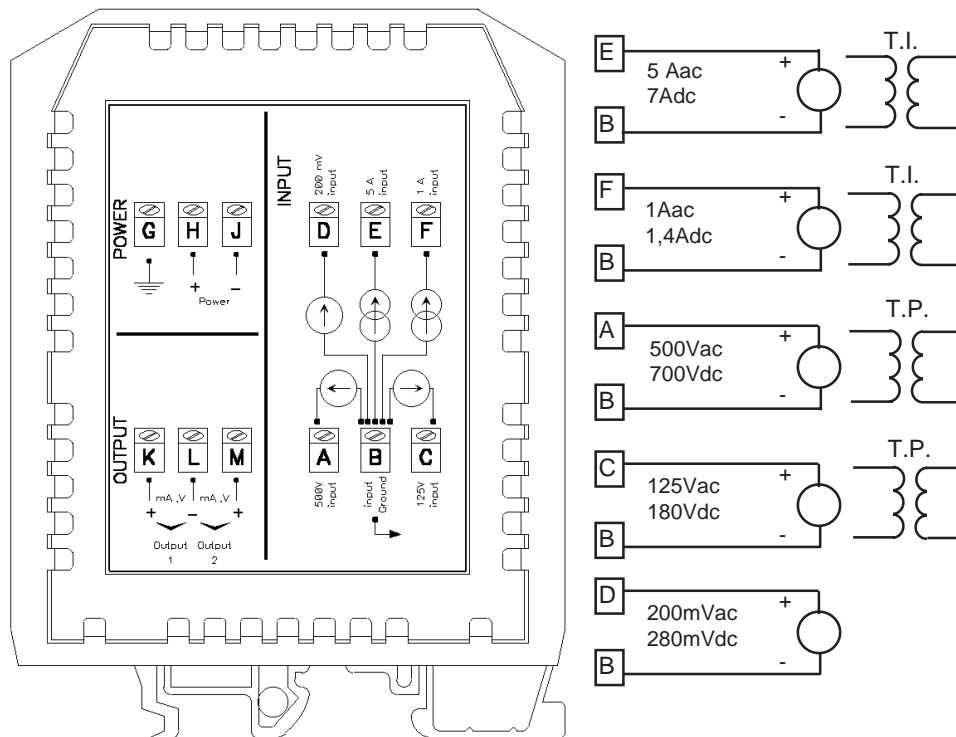 POWER
G H J
+ −
Power
OUTPUT
K L M
mA ,V mA ,V
+ − +
Output Output
1 2
INPUT
200 mV
input
5 A
input
1 A
input
D E F
A B C
500V
input
input
Ground
125V
input
E
5 Aac
7Adc
+
-
B
T.I.
F
1Aac
1,4Adc
+
-
B
T.I.
A
500Vac
700Vdc
+
-
B
T.P.
C
125Vac
180Vdc
+
-
B
T.P.
D
200mVac
280mVdc
+
-
B